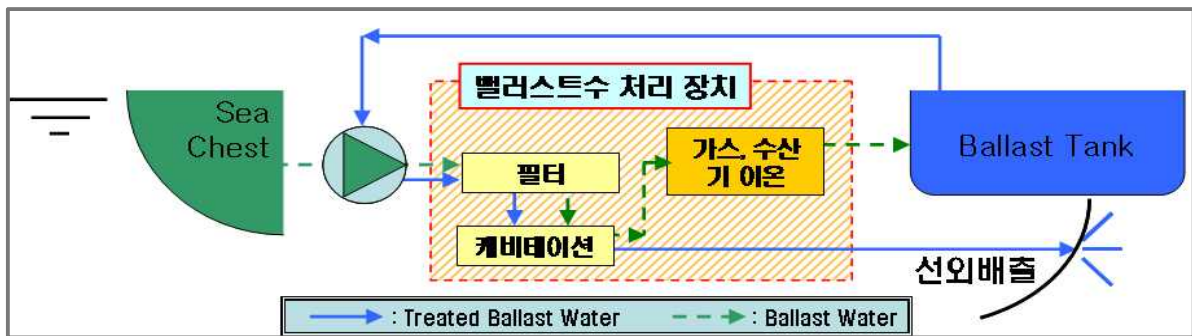 밸러스트수 처리 장치
Sea
Chest
필터
캐비테이션
가스, 수산
기 이온
Ballast Tank
선외배출
: Treated Ballast Water
: Ballast Water